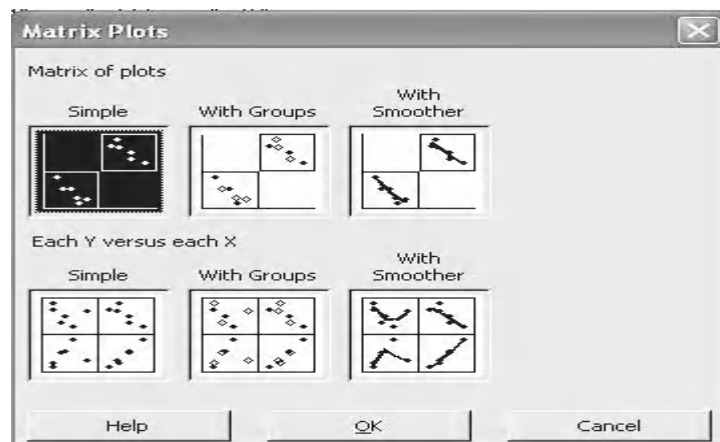 Matrix Plots
Matrix of plots
Simple
With Groups
With
Smoother
Each Y versus each X
Simple
With Groups
With
Smoother
Help
OK
Cancel